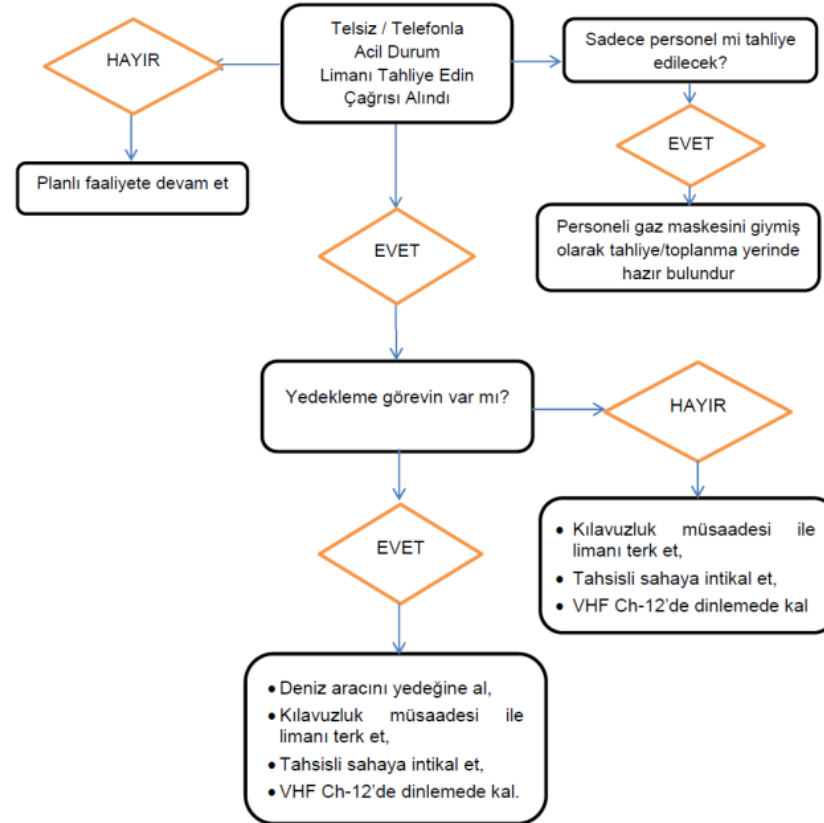 Telsiz / Telefonla
Acil Durum
Limanı Tahliye Edin
Çağrısı Alındı
HAYIR
Sadece personel mi tahliye
edilecek?
EVET
Planlı faaliyete devam et
Personeli gaz maskesini giymiş
olarak tahliye/toplanma yerinde
hazır bulundur
EVET
Yedekleme görevin var mı?
HAYIR
EVET
• Kılavuzluk müsaadesi ile
limanı terk et,
• Tahsisli sahaya intikal et,
• VHF Ch-12'de dinlemede kal
• Deniz aracını yedeğine al,
• Kılavuzluk müsaadesi ile
limanı terk et,
• Tahsisli sahaya intikal et,
• VHF Ch-12'de dinlemede kal.